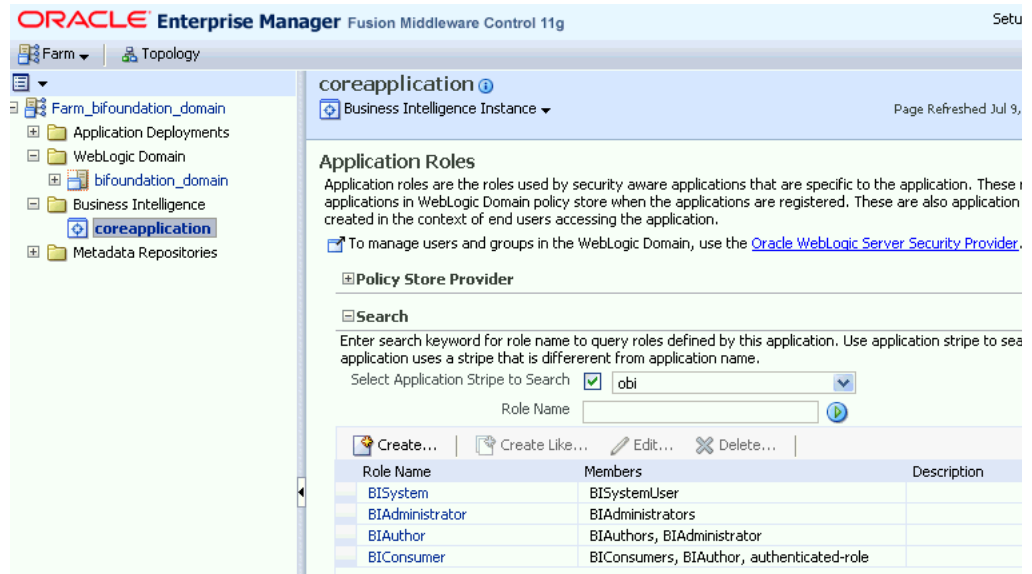 ORACLE Enterprise Manager Fusion Middleware Control 11g
Setu
Farm
Topology
Farm_bifoundation_domain
Application Deployments
WebLogic Domain
bifoundation_domain
Business Intelligence
coreapplication
Metadata Repositories
coreapplication
Business Intelligence Instance
Page Refreshed Jul 9,
Application Roles
Application roles are the roles used by security aware applications that are specific to the application. These
applications in WebLogic Domain policy store when the applications are registered. These are also application
created in the context of end users accessing the application.
To manage users and groups in the WebLogic Domain, use the Oracle WebLogic Server Security Provider.
Policy Store Provider
Search
Enter search keyword for role name to query roles defined by this application. Use application stripe to sea
application uses a stripe that is differerent from application name.
Select Application Stripe to Search obi
Role Name
Create... Create Like... Edit... Delete...
Role Name Members Description
BISystem BISystemUser
BIAdministrator BIAdministrators
BIAuthor BIAuthors, BIAdministrator
BIConsumer BIConsumers, BIAuthor, authenticated-role